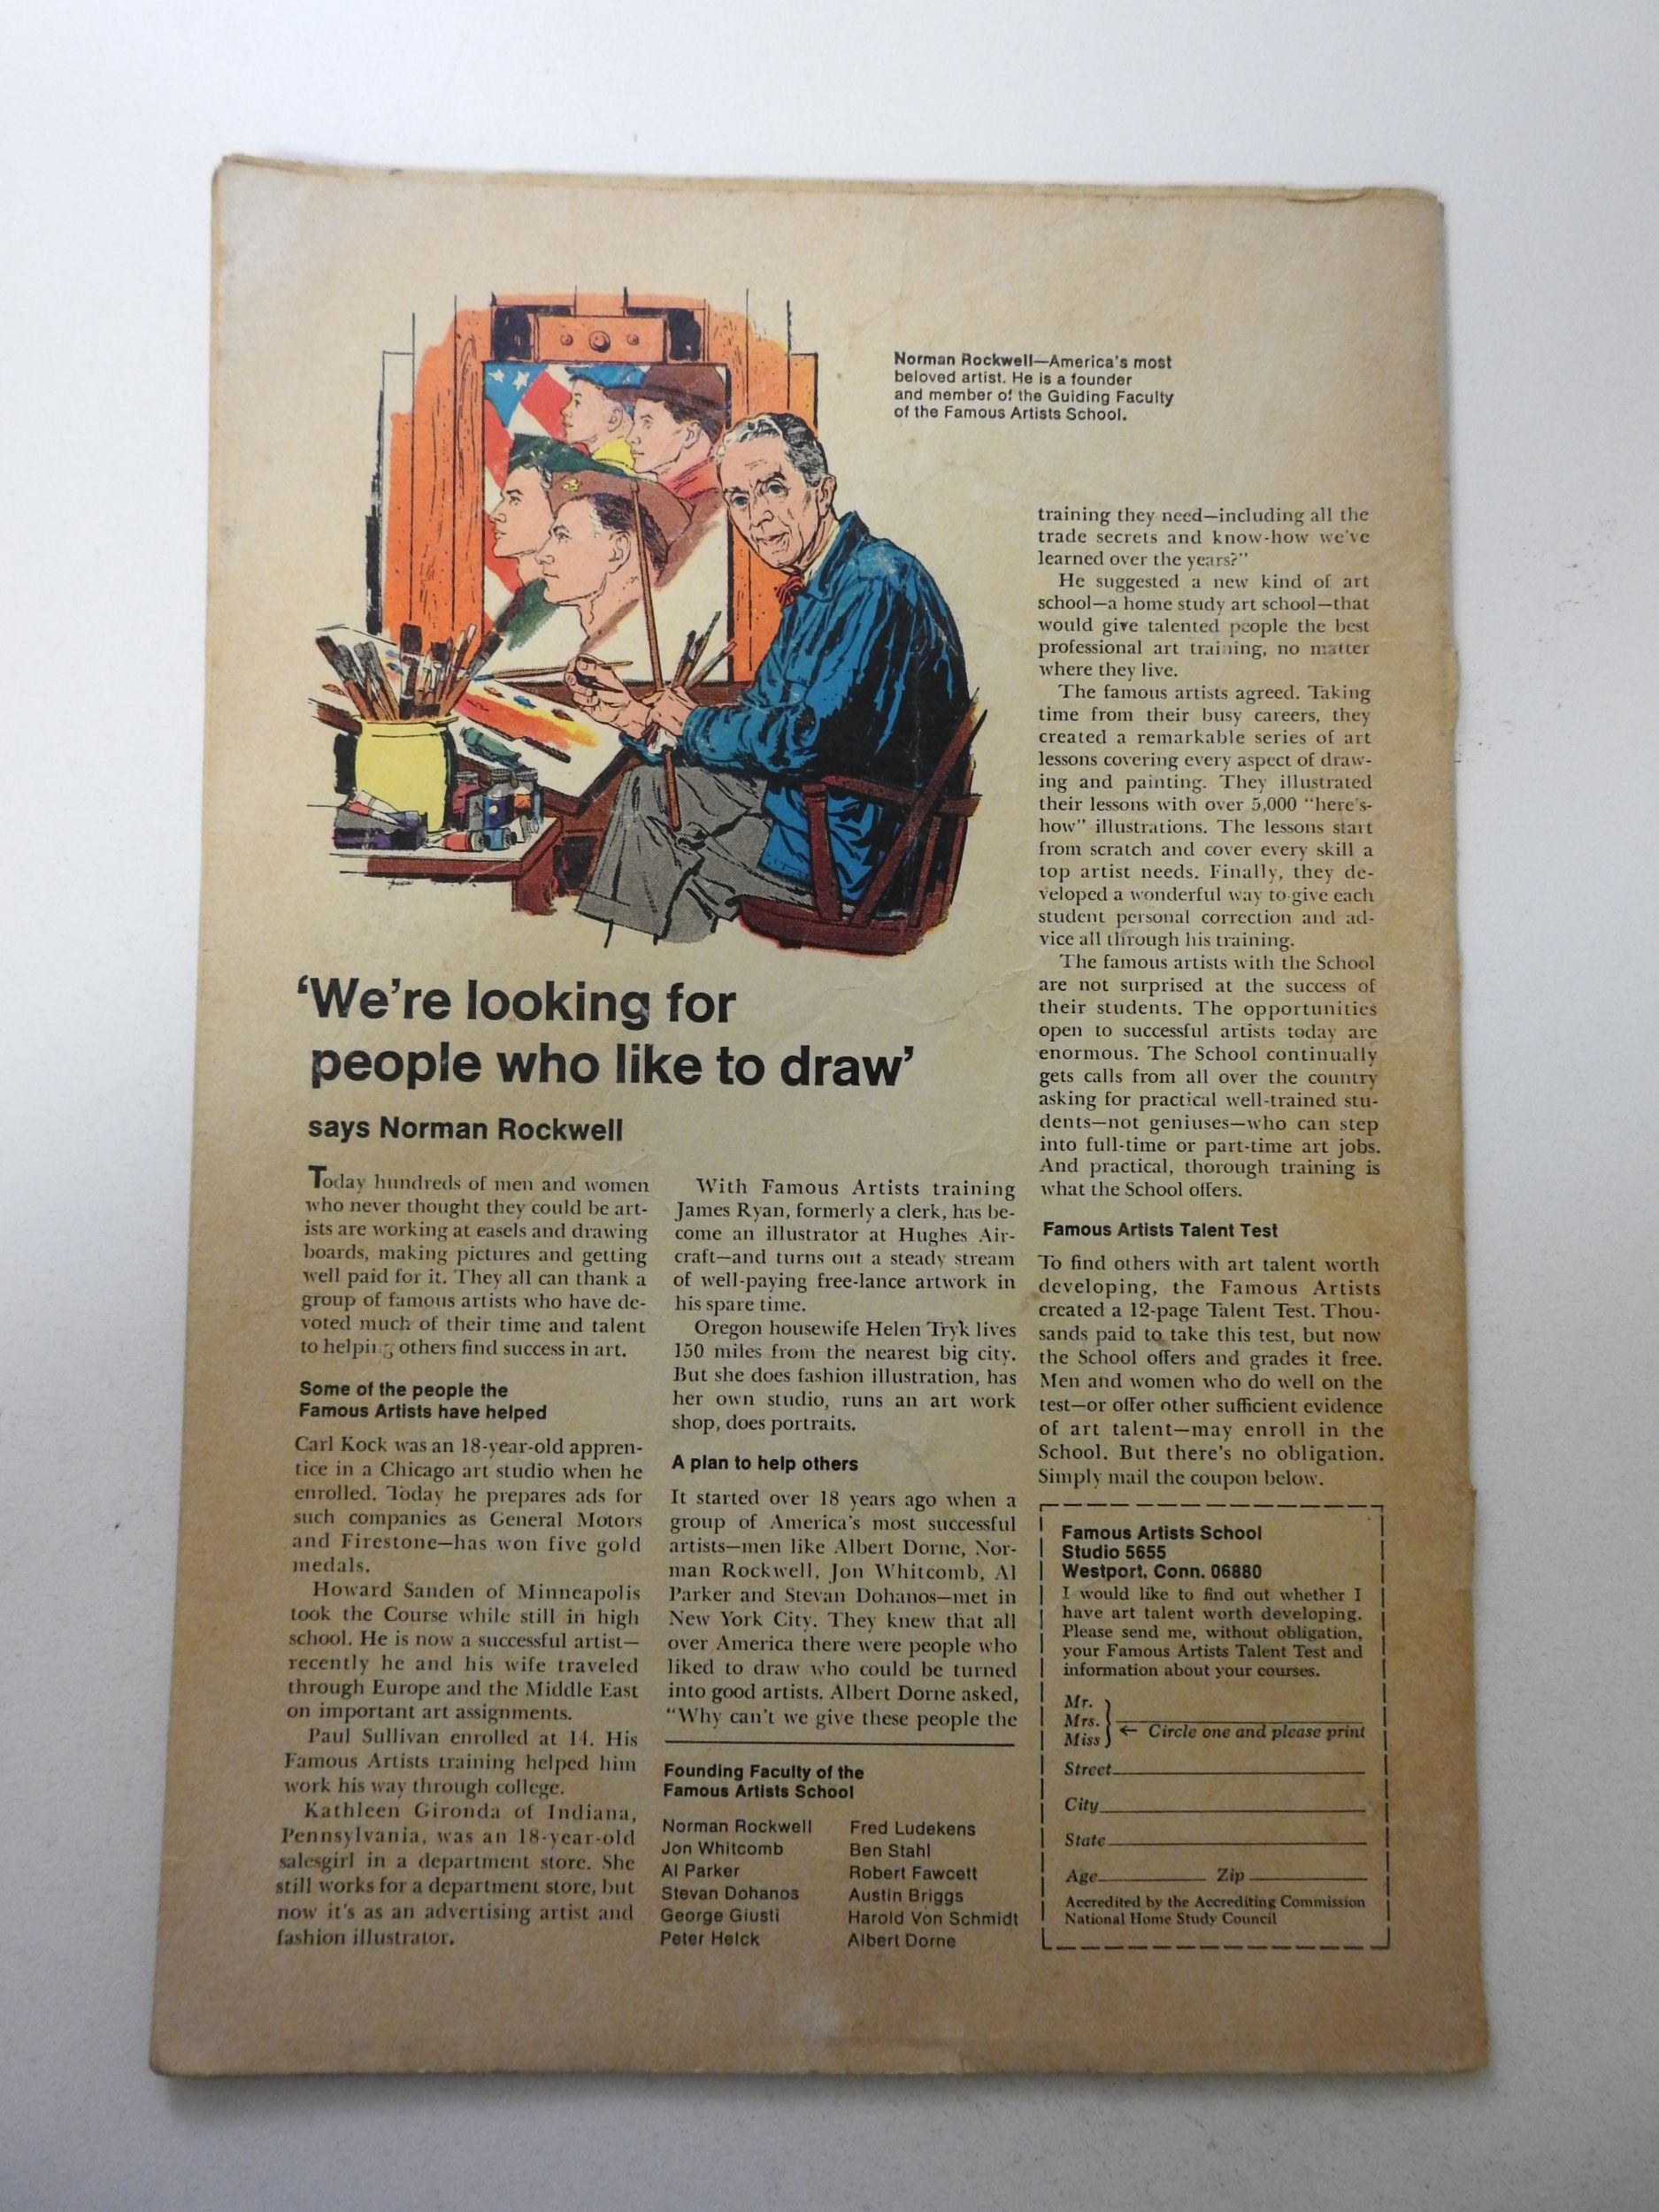 Norman Rockwell—America's most
beloved artist. He is a founder
and member of the Guiding Faculty
of the Famous Artists School.
'We're looking for
people who like to draw'
says Norman Rockwell
Today hundreds of men and women
who never thought they could be art-
ists are working at easels and drawing
boards, making pictures and getting
well paid for it. They all can thank a
group of famous artists who have de-
voted much of their time and talent
to helping others find success in art.
Some of the people the
Famous Artists have helped
Carl Kock was an 18-year-old appren-
tice in a Chicago art studio when he
enrolled. Today he prepares ads for
such companies as General Motors
and Firestone—has won five gold
medals.
Howard Sanden of Minneapolis
took the Course while still in high
school. He is now a successful artist—
recently he and his wife traveled
through Europe and the Middle East
on important art assignments.
Paul Sullivan enrolled at 14. His
Famous Artists training helped him
work his way through college.
Kathleen Gironda of Indiana,
Pennsylvania, was an 18-year-old
salesgirl in a department store. She
still works for a department store, but
now it's as an advertising artist and
fashion illustrator.
With Famous Artists training
James Ryan, formerly a clerk, has be-
come an illustrator at Hughes Air-
craft—and turns out a steady stream
of well-paying free-lance artwork in
his spare time.
Oregon housewife Helen Tryk lives
150 miles from the nearest big city.
But she does fashion illustration, has
her own studio, runs an art work
shop, does portraits.
A plan to help others
It started over 18 years ago when a
group of America's most successful
artists—men like Albert Dorne, Nor-
man Rockwell, Jon Whitcomb, Al
Parker and Stevan Dohanos—met in
New York City. They knew that all
over America there were people who
liked to draw who could be turned
into good artists. Albert Dorne asked,
"Why can't we give these people the
training they need—including all the
trade secrets and know-how we've
learned over the years?"
He suggested a new kind of art
school—a home study art school—that
would give talented people the best
professional art training, no matter
where they live.
The famous artists agreed. Taking
time from their busy careers, they
created a remarkable series of art
lessons covering every aspect of draw-
ing and painting. They illustrated
their lessons with over 5,000 "here's-
how" illustrations. The lessons start
from scratch and cover every skill a
top artist needs. Finally, they de-
veloped a wonderful way to give each
student personal correction and ad-
vice all through his training.
The famous artists with the School
are not surprised at the success of
their students. The opportunities
open to successful artists today are
enormous. The School continually
gets calls from all over the country
asking for practical well-trained stu-
dents—not geniuses—who can step
into full-time or part-time art jobs.
And practical, thorough training is
what the School offers.
Famous Artists Talent Test
To find others with art talent worth
developing, the Famous Artists
created a 12-page Talent Test. Thou-
sands paid to take this test, but now
the School offers and grades it free.
Men and women who do well on the
test—or offer other sufficient evidence
of art talent—may enroll in the
School. But there's no obligation.
Simply mail the coupon below.
Founding Faculty of the
Famous Artists School
Norman Rockwell
Jon Whitcomb
Al Parker
Stevan Dohanos
George Giusti
Peter Helck
Fred Ludekens
Ben Stahl
Robert Fawcett
Austin Briggs
Harold Von Schmidt
Albert Dorne
Famous Artists School
Studio 5655
Westport, Conn. 06880
I would like to find out whether I
have art talent worth developing.
Please send me, without obligation,
your Famous Artists Talent Test and
information about your courses.
Mr.
Mrs.
Miss
← Circle one and please print
Street
City
State
Age Zip
Accredited by the Accrediting Commission
National Home Study Council